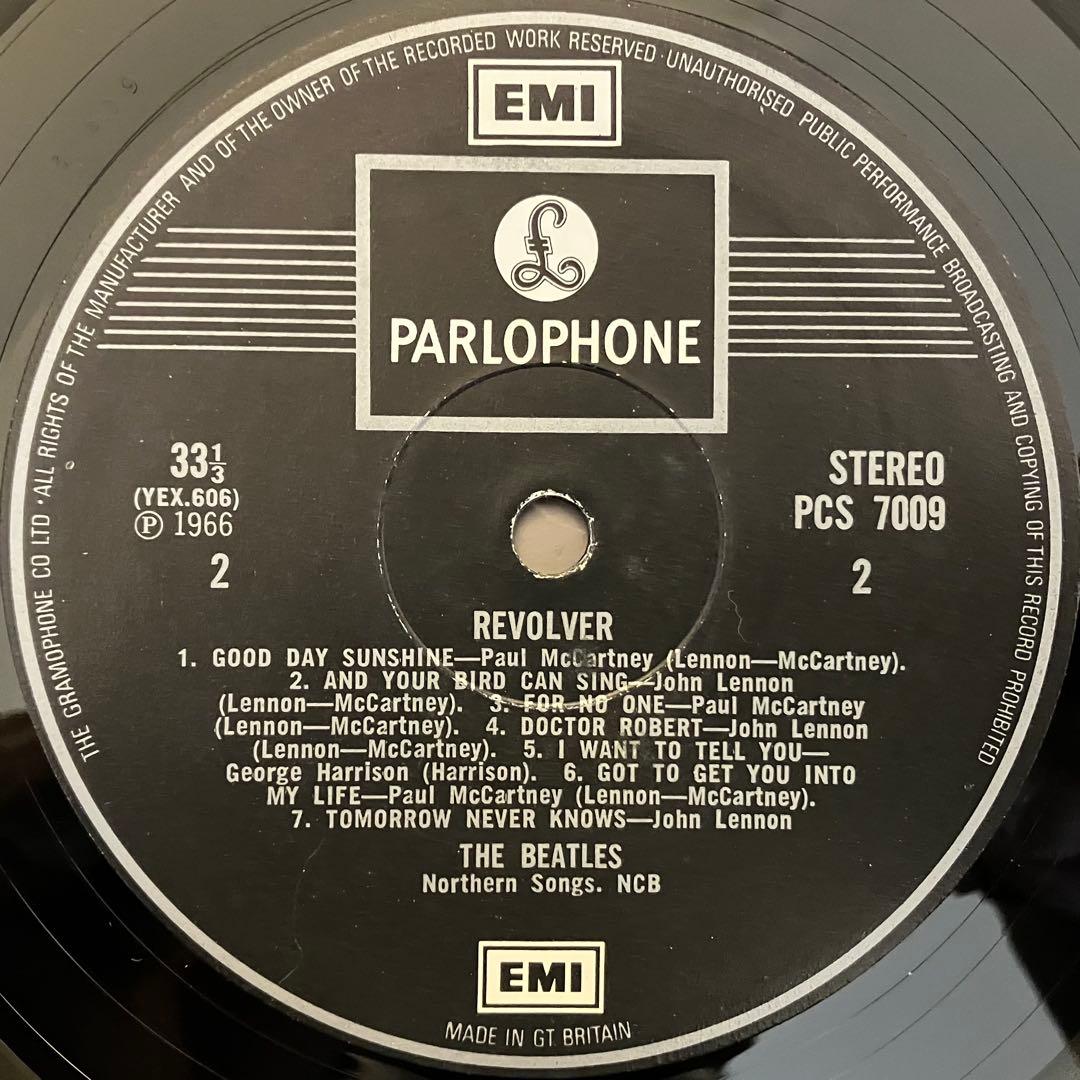 THE GRAMOPHONE CO LTD · ALL RIGHTS OF THE MANUFACTURER AND OF THE OWNER OF THE RECORDED WORK RESERVED · UNAUTHORISED PUBLIC PERFORMANCE BROADCASTING AND COPYING OF THIS RECORD PROHIBITED
EMI
£
PARLOPHONE
33⅓
(YEX.606)
Ⓟ 1966
2
STEREO
PCS 7009
2
REVOLVER
1. GOOD DAY SUNSHINE—Paul McCartney (Lennon—McCartney).
2. AND YOUR BIRD CAN SING—John Lennon
(Lennon—McCartney). 3. FOR NO ONE—Paul McCartney
(Lennon—McCartney). 4. DOCTOR ROBERT—John Lennon
(Lennon—McCartney). 5. I WANT TO TELL YOU—
George Harrison (Harrison). 6. GOT TO GET YOU INTO
MY LIFE—Paul McCartney (Lennon—McCartney).
7. TOMORROW NEVER KNOWS—John Lennon
THE BEATLES
Northern Songs. NCB
EMI
MADE IN GT. BRITAIN